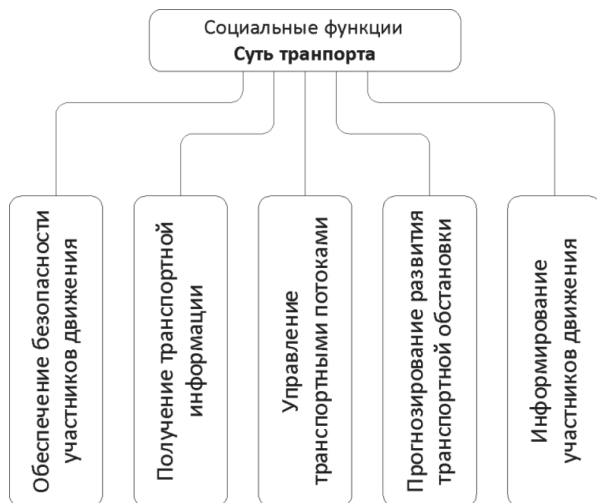 Социальные функции
Суть транпорта
Обеспечение безопасности
участников движения
Получение транспортной
информации
Управление
транспортными потоками
Прогнозирование развития
транспортной обстановки
Информирование
участников движения